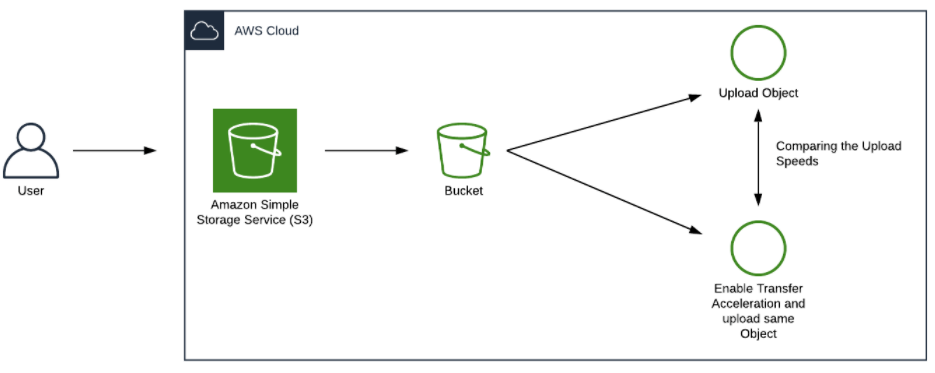 AWS Cloud
User
Amazon Simple
Storage Service (S3)
Bucket
Upload Object
Comparing the Upload
Speeds
Enable Transfer
Acceleration and
upload same
Object